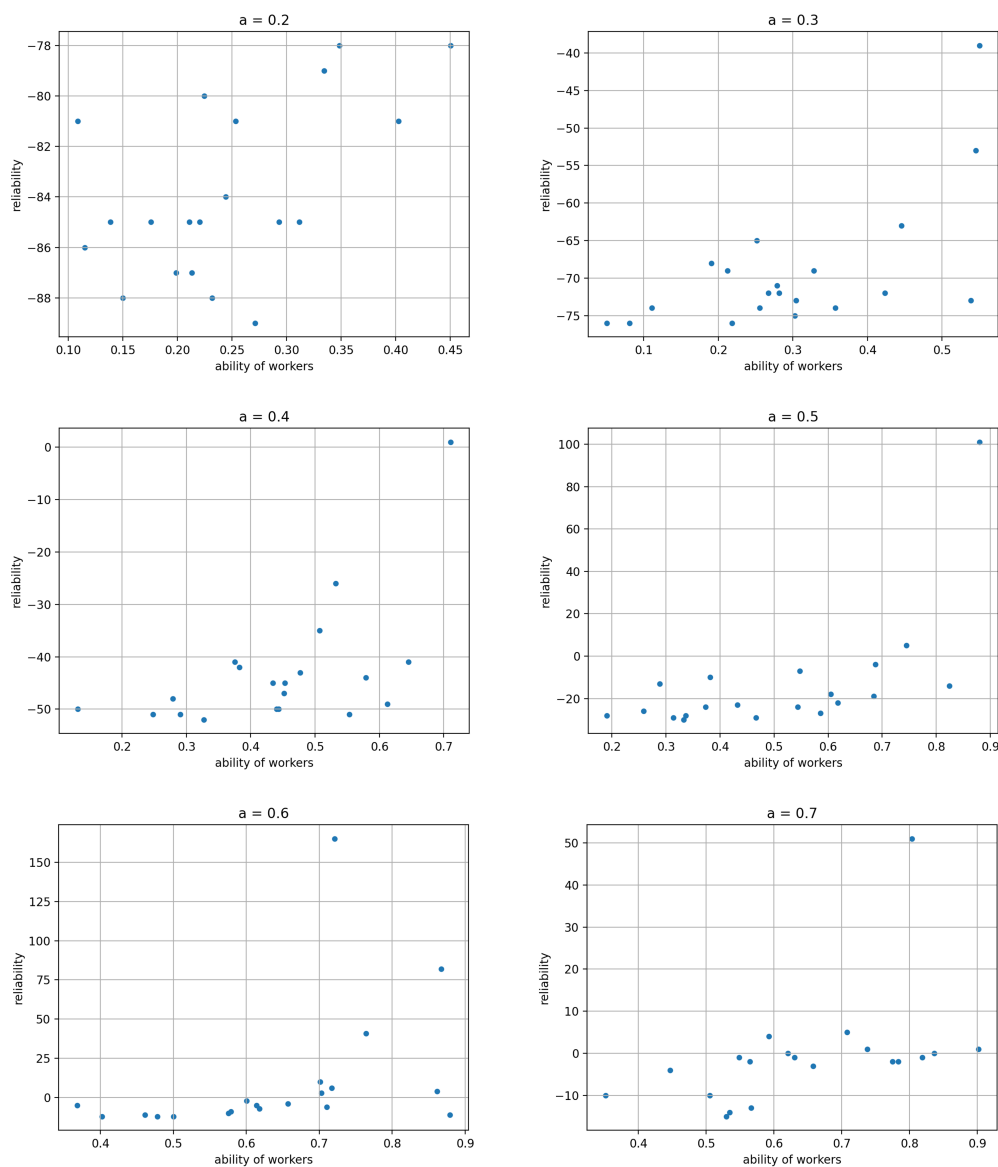 a = 0.2
−78
−80
−82
−84
−86
−88
reliability
0.10 0.15 0.20 0.25 0.30 0.35 0.40 0.45
ability of workers
a = 0.3
−40
−45
−50
−55
−60
−65
−70
−75
reliability
0.1 0.2 0.3 0.4 0.5
ability of workers
a = 0.4
0
−10
−20
−30
−40
−50
reliability
0.2 0.3 0.4 0.5 0.6 0.7
ability of workers
a = 0.5
100
80
60
40
20
0
−20
reliability
0.2 0.3 0.4 0.5 0.6 0.7 0.8 0.9
ability of workers
a = 0.6
150
125
100
75
50
25
0
reliability
0.4 0.5 0.6 0.7 0.8 0.9
ability of workers
a = 0.7
50
40
30
20
10
0
−10
reliability
0.4 0.5 0.6 0.7 0.8 0.9
ability of workers